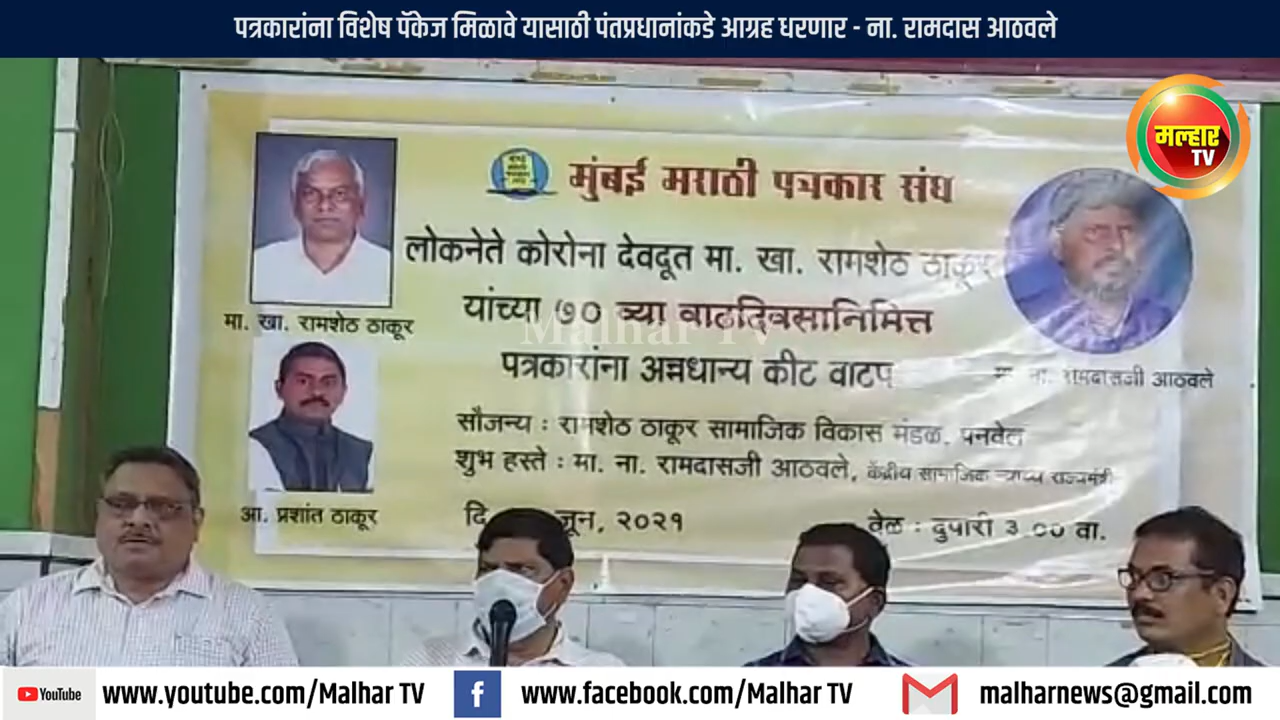 पत्रकारांना विशेष पॅकेज मिळावे यासाठी पंतप्रधानांकडे आग्रह धरणार - ना. रामदास आठवले
मल्हार
TV
मुंबई मराठी पत्रकार संघ
लोकनेते कोरोना देवदूत मा. खा. रामशेठ ठाकूर
यांच्या ७० व्या वाढदिवसानिमित्त
पत्रकारांना अन्नधान्य कीट वाटप
मा. खा. रामशेठ ठाकूर
मा. ना. रामदासजी आठवले
सौजन्य : रामशेठ ठाकूर सामाजिक विकास मंडळ, पनवेल
शुभ हस्ते : मा. ना. रामदासजी आठवले, केंद्रीय सामाजिक न्याय राज्यमंत्री
आ. प्रशांत ठाकूर
दि जून, २०२१
वेळ : दुपारी ३.०० वा.
Malhar TV
YouTube www.youtube.com/Malhar TV
f www.facebook.com/Malhar TV
malharnews@gmail.com